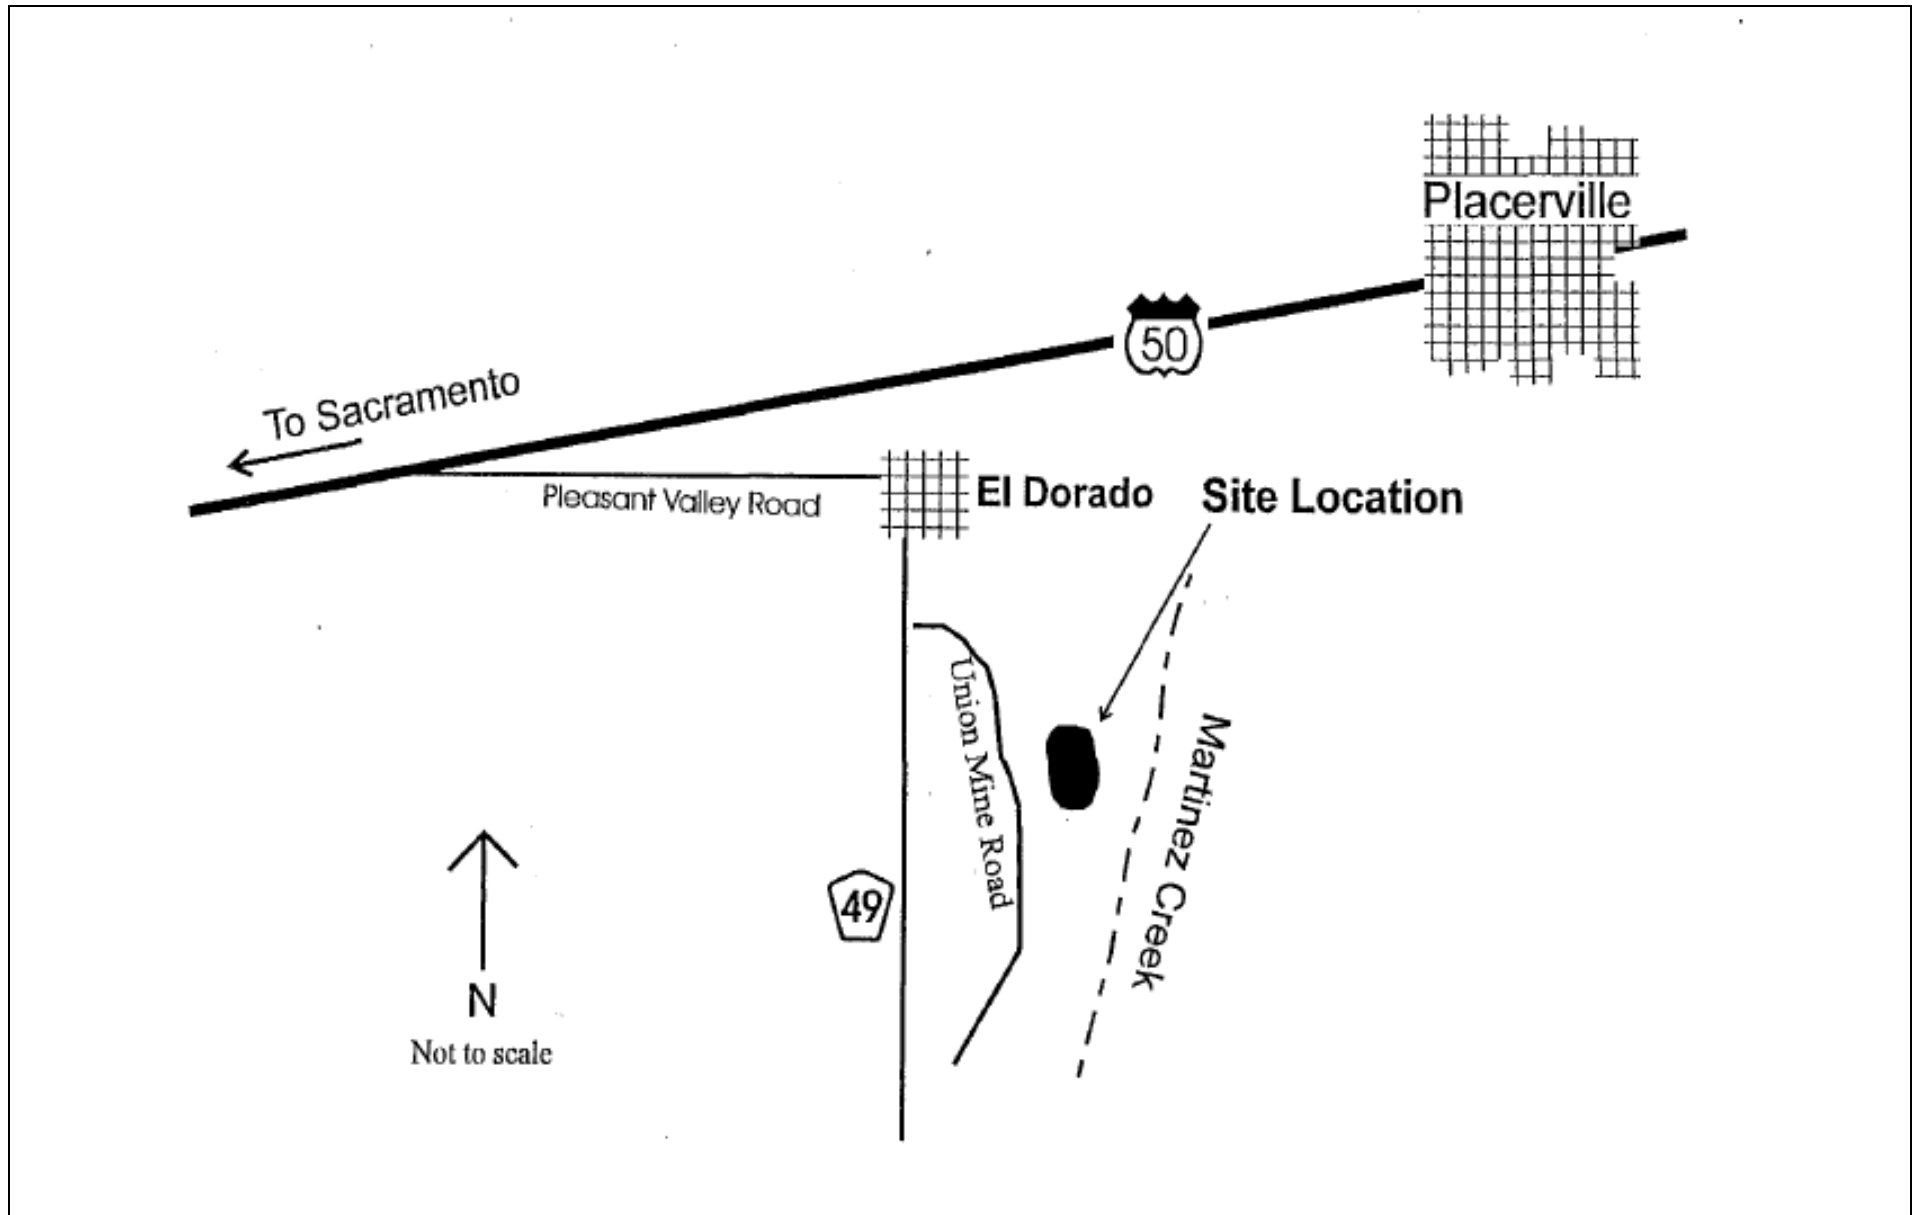 Placerville
50
To Sacramento
Pleasant Valley Road
El Dorado
Site Location
Union Mine Road
Martinez Creek
49
N
Not to scale